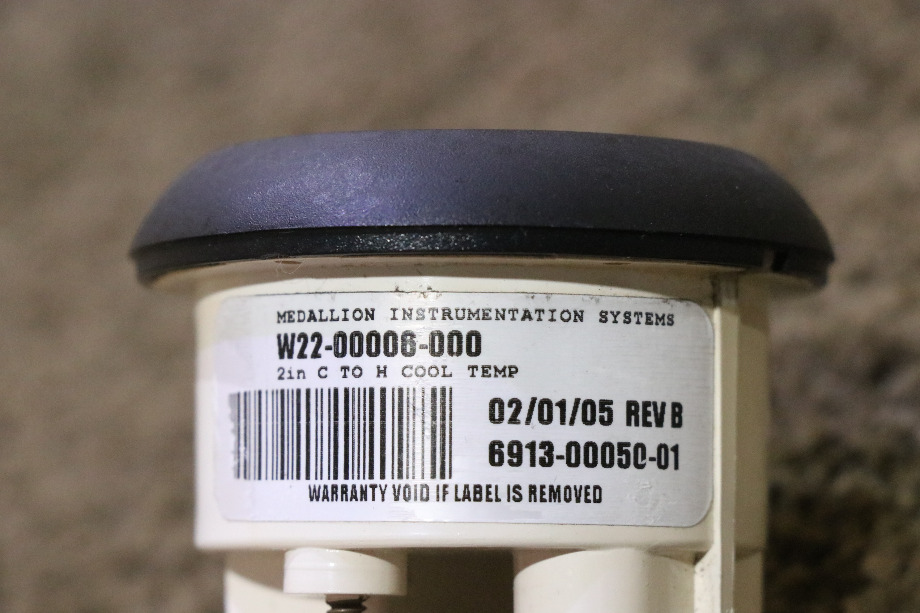 MEDALLION INSTRUMENTATION SYSTEMS
W22-00006-000
2in C TO H COOL TEMP
02/01/05 REV B
6913-00050-01
WARRANTY VOID IF LABEL IS REMOVED